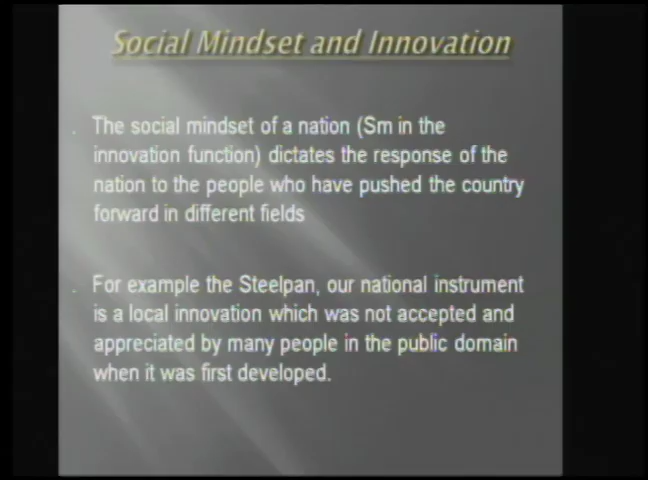 Social Mindset and Innovation
. The social mindset of a nation (Sm in the
innovation function) dictates the response of the
nation to the people who have pushed the country
forward in different fields
. For example the Steelpan, our national instrument
is a local innovation which was not accepted and
appreciated by many people in the public domain
when it was first developed.